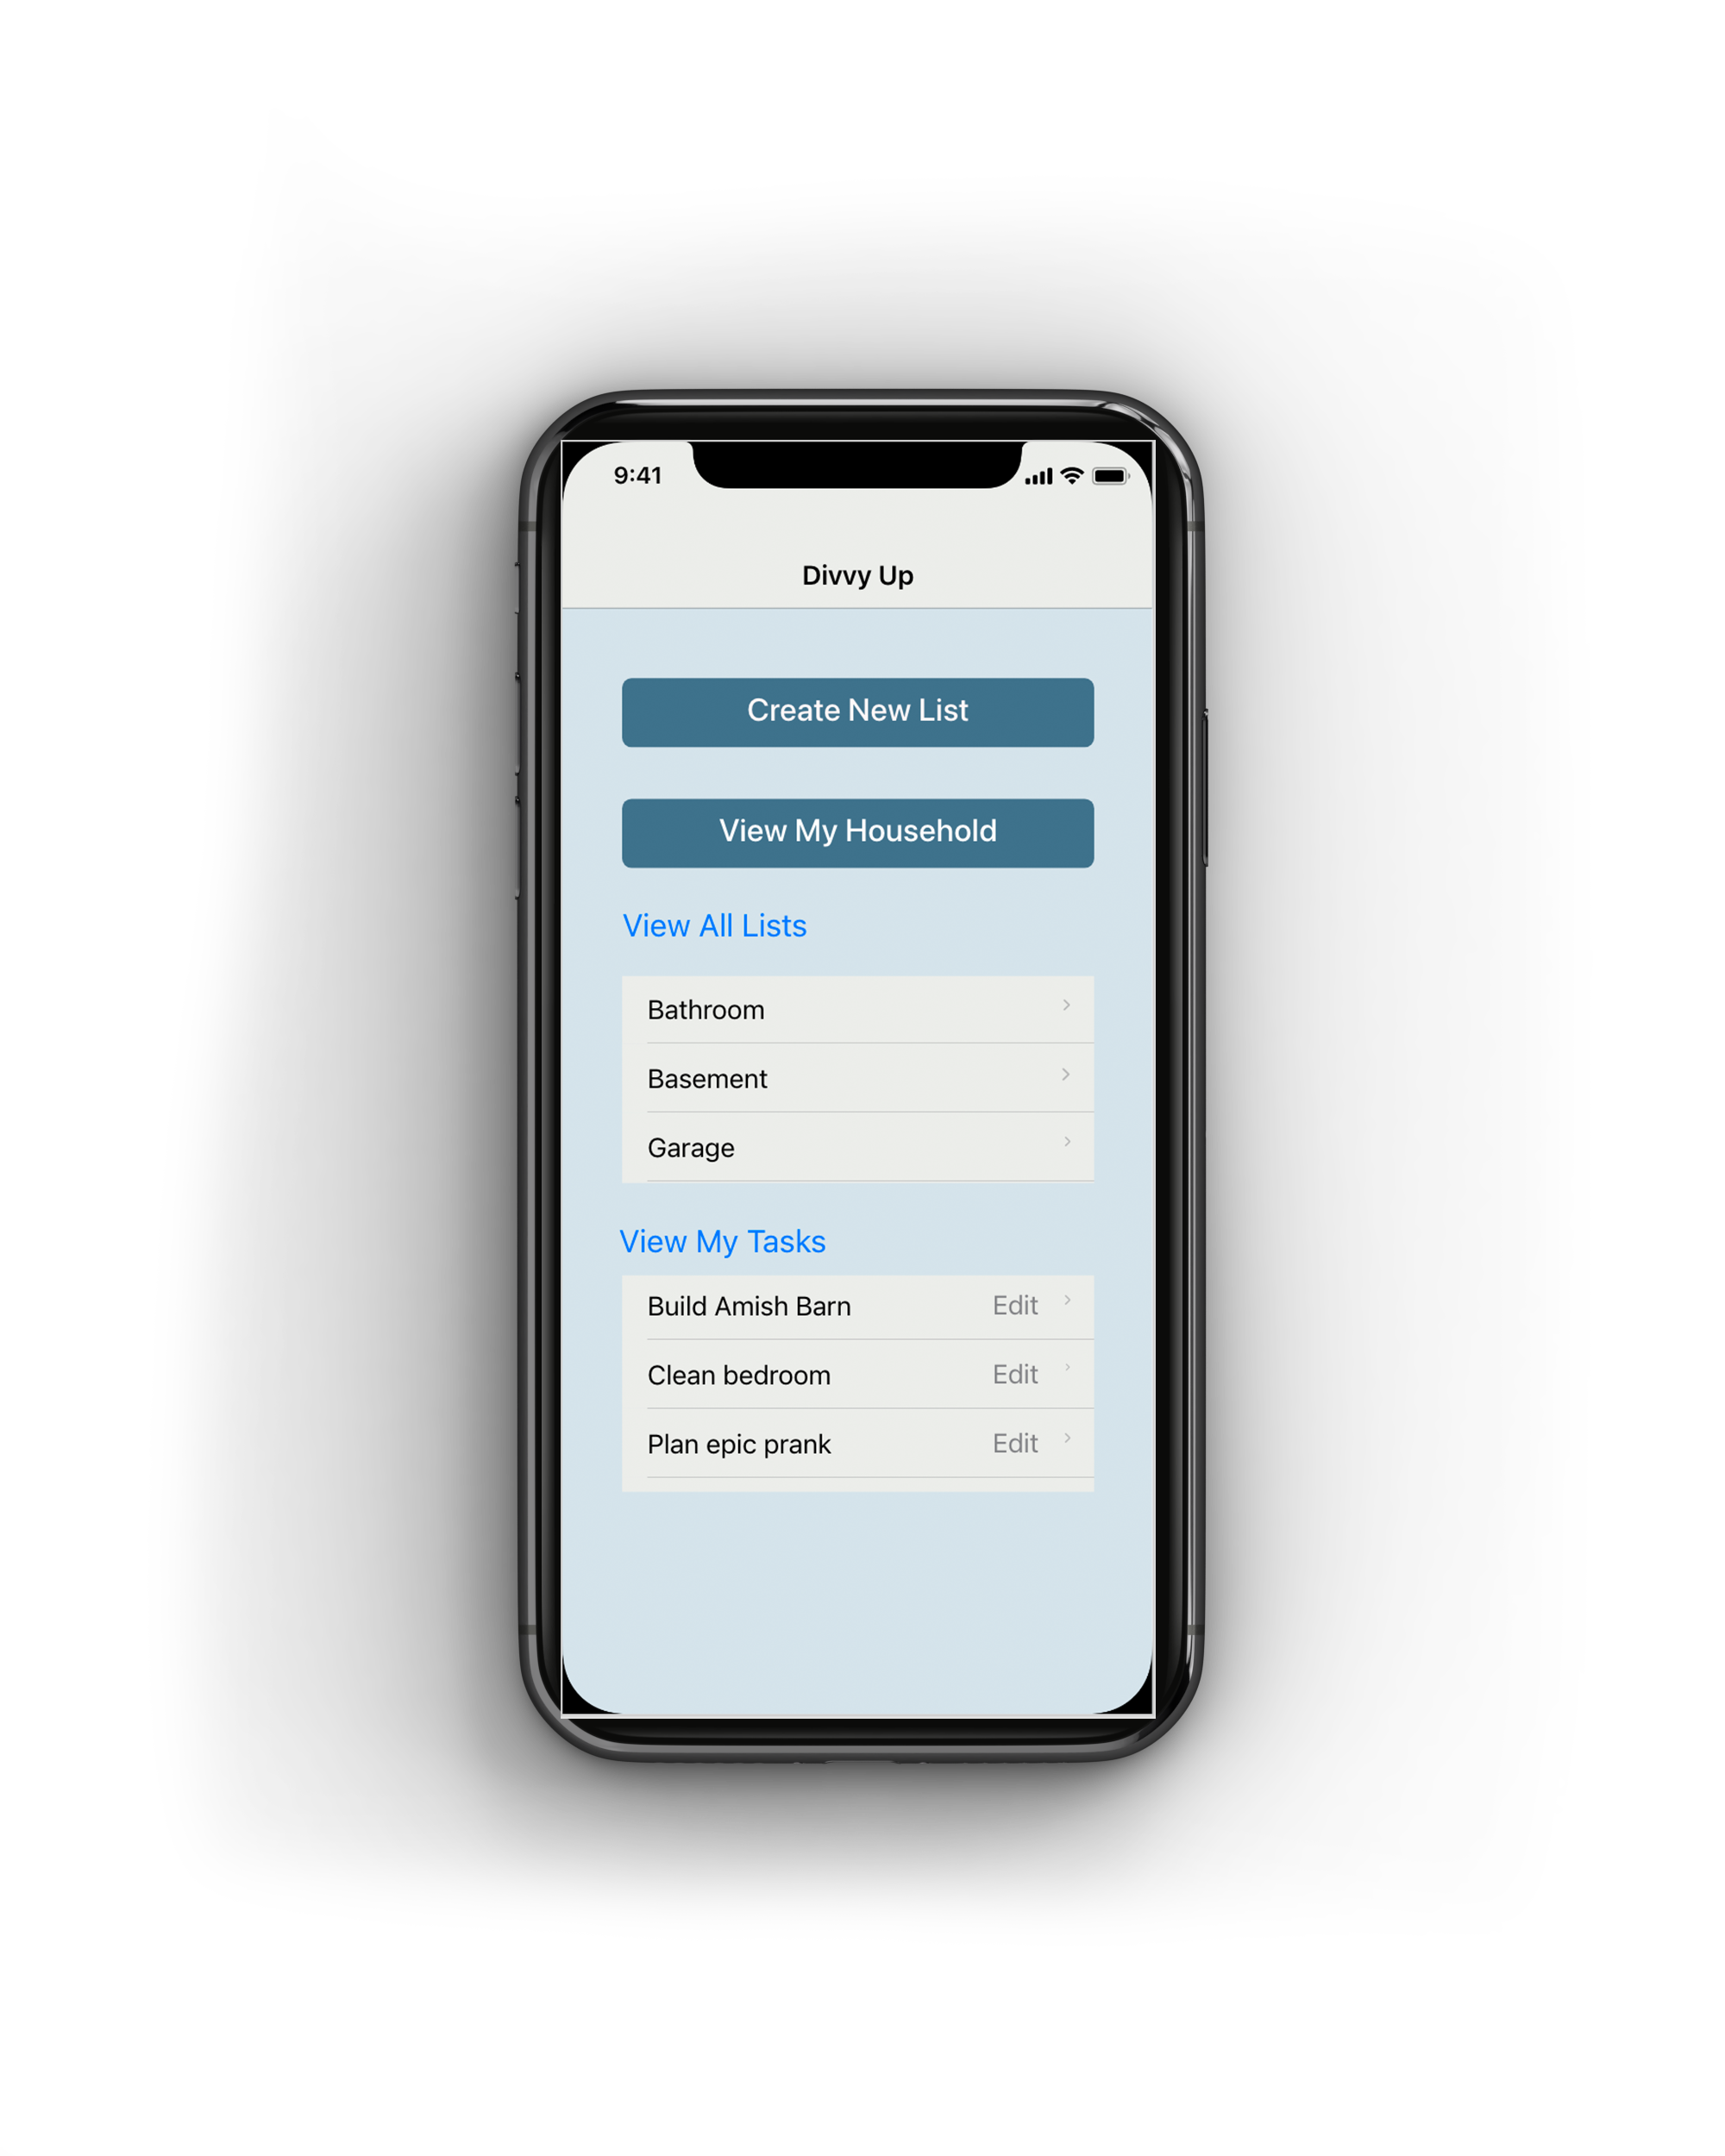 9:41
Divvy Up
Create New List
View My Household
View All Lists
Bathroom
Basement
Garage
View My Tasks
Build Amish Barn Edit
Clean bedroom Edit
Plan epic prank Edit